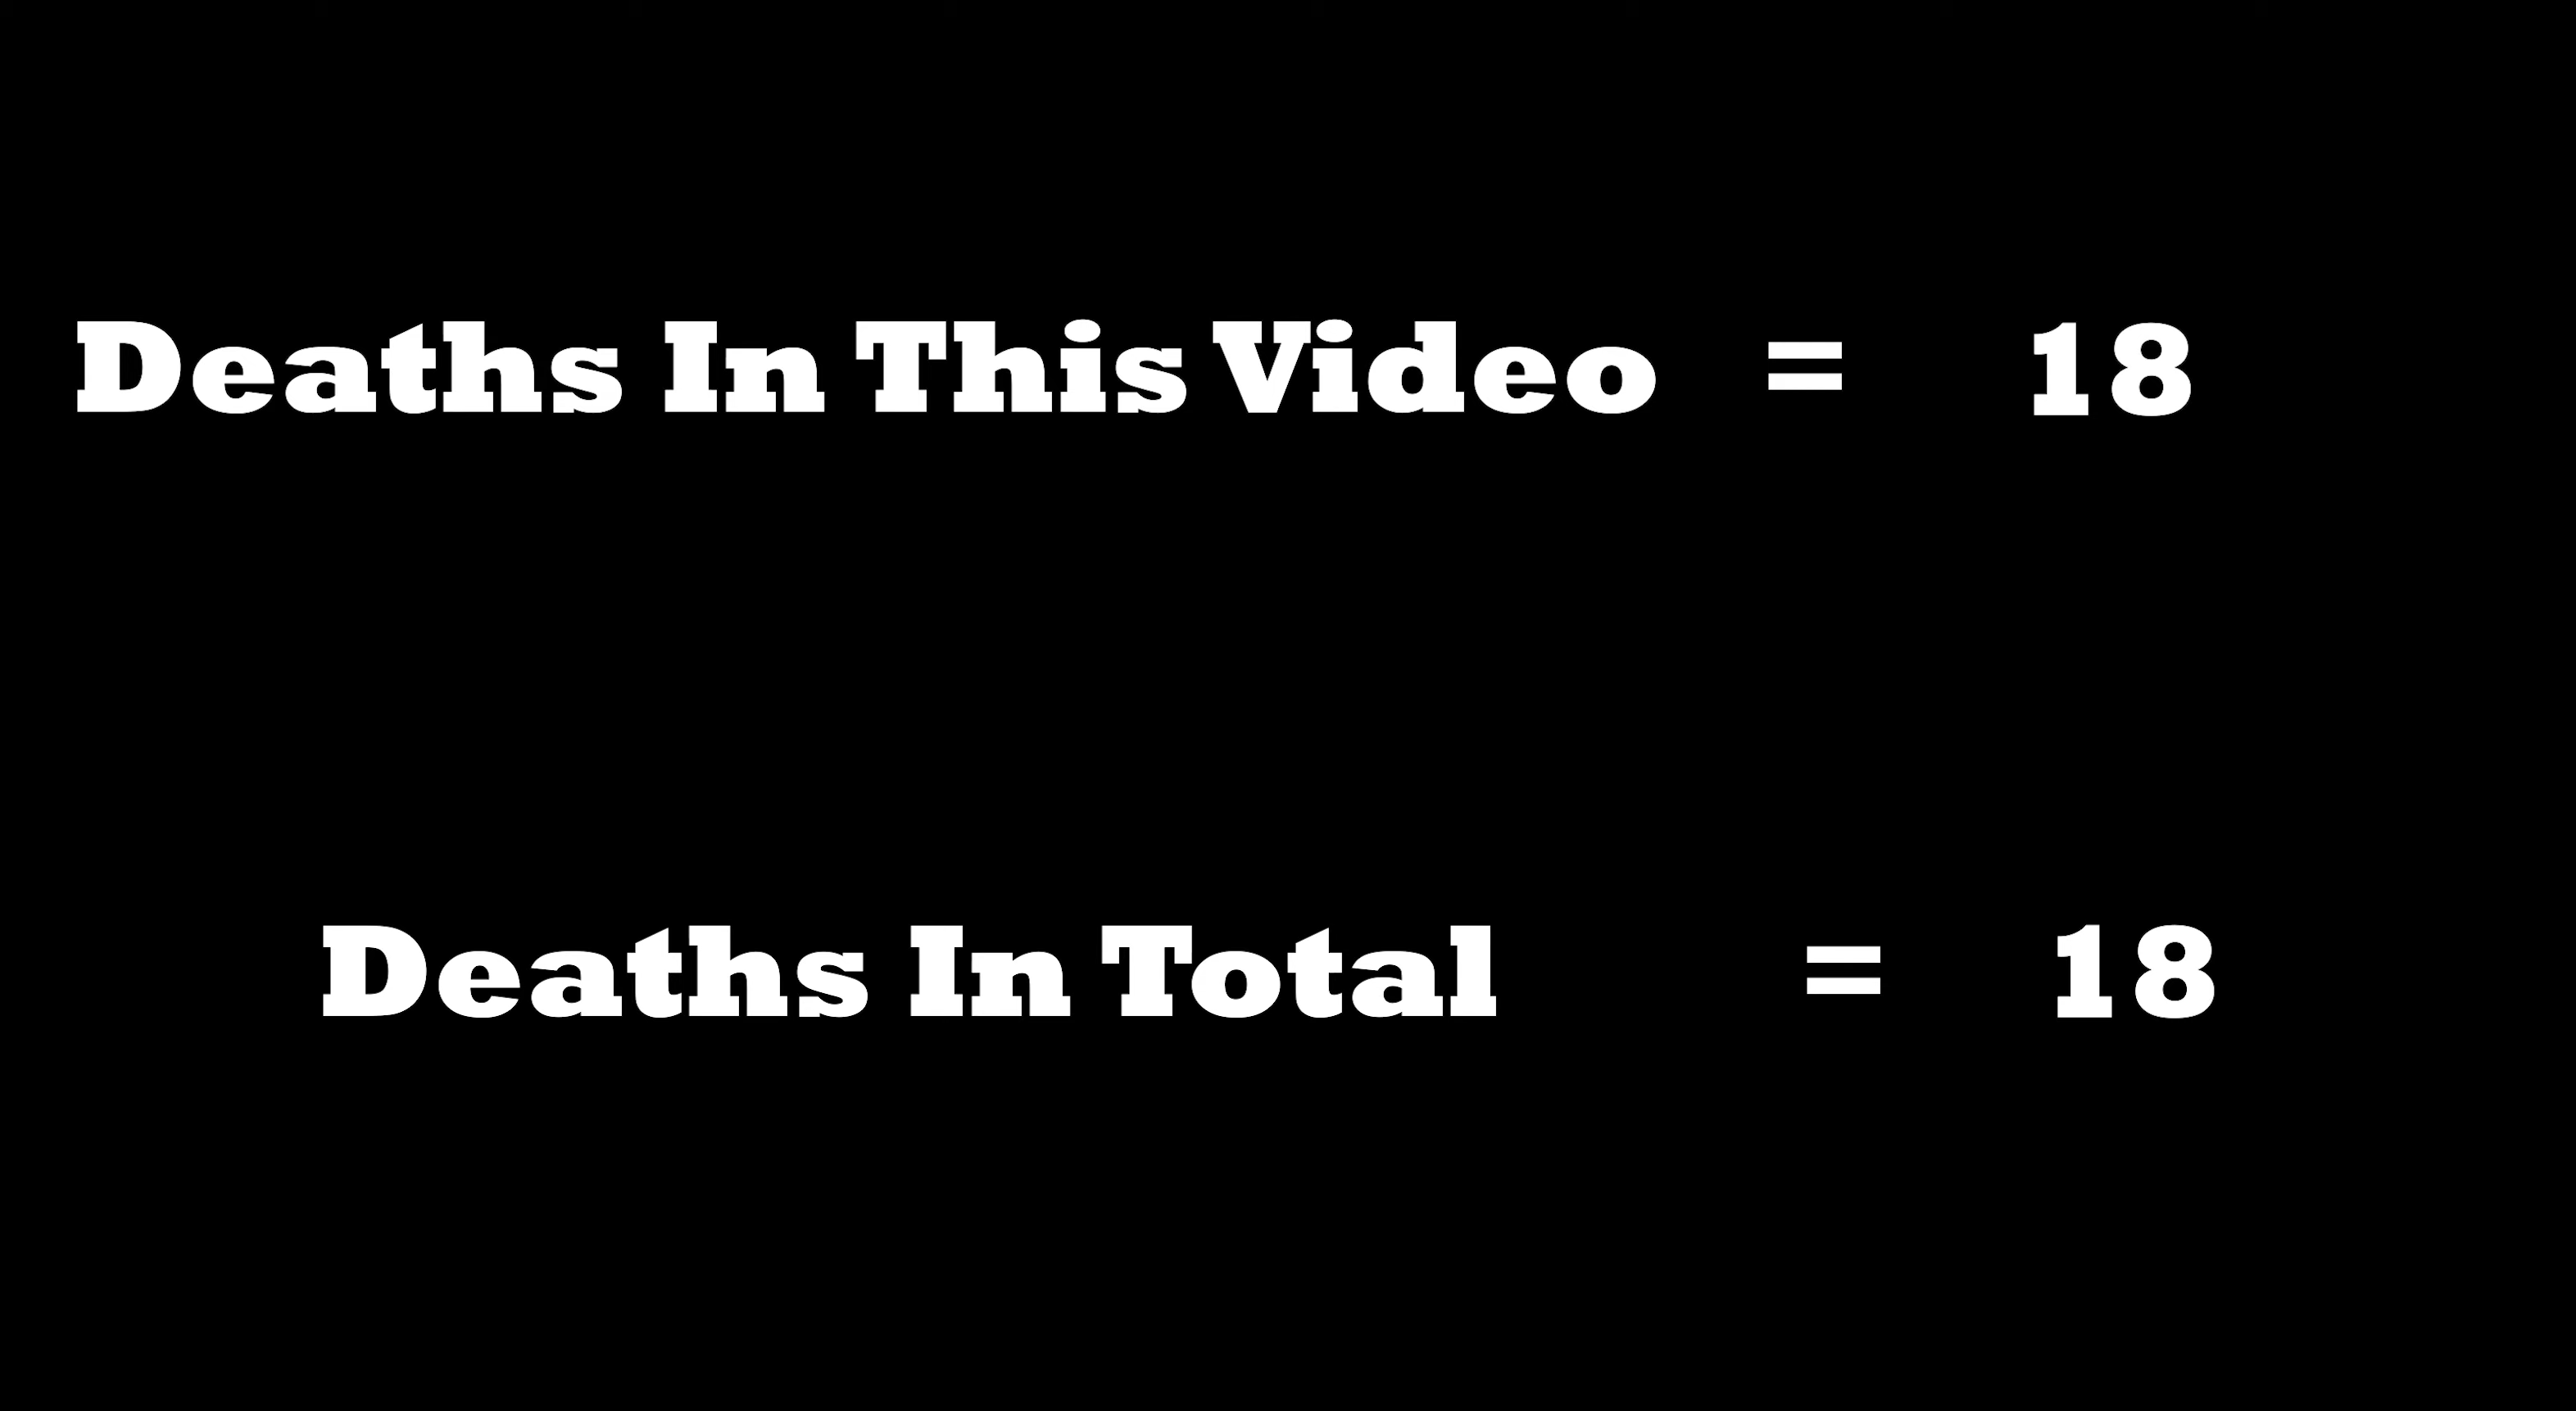 Deaths In This Video = 18
Deaths In Total = 18